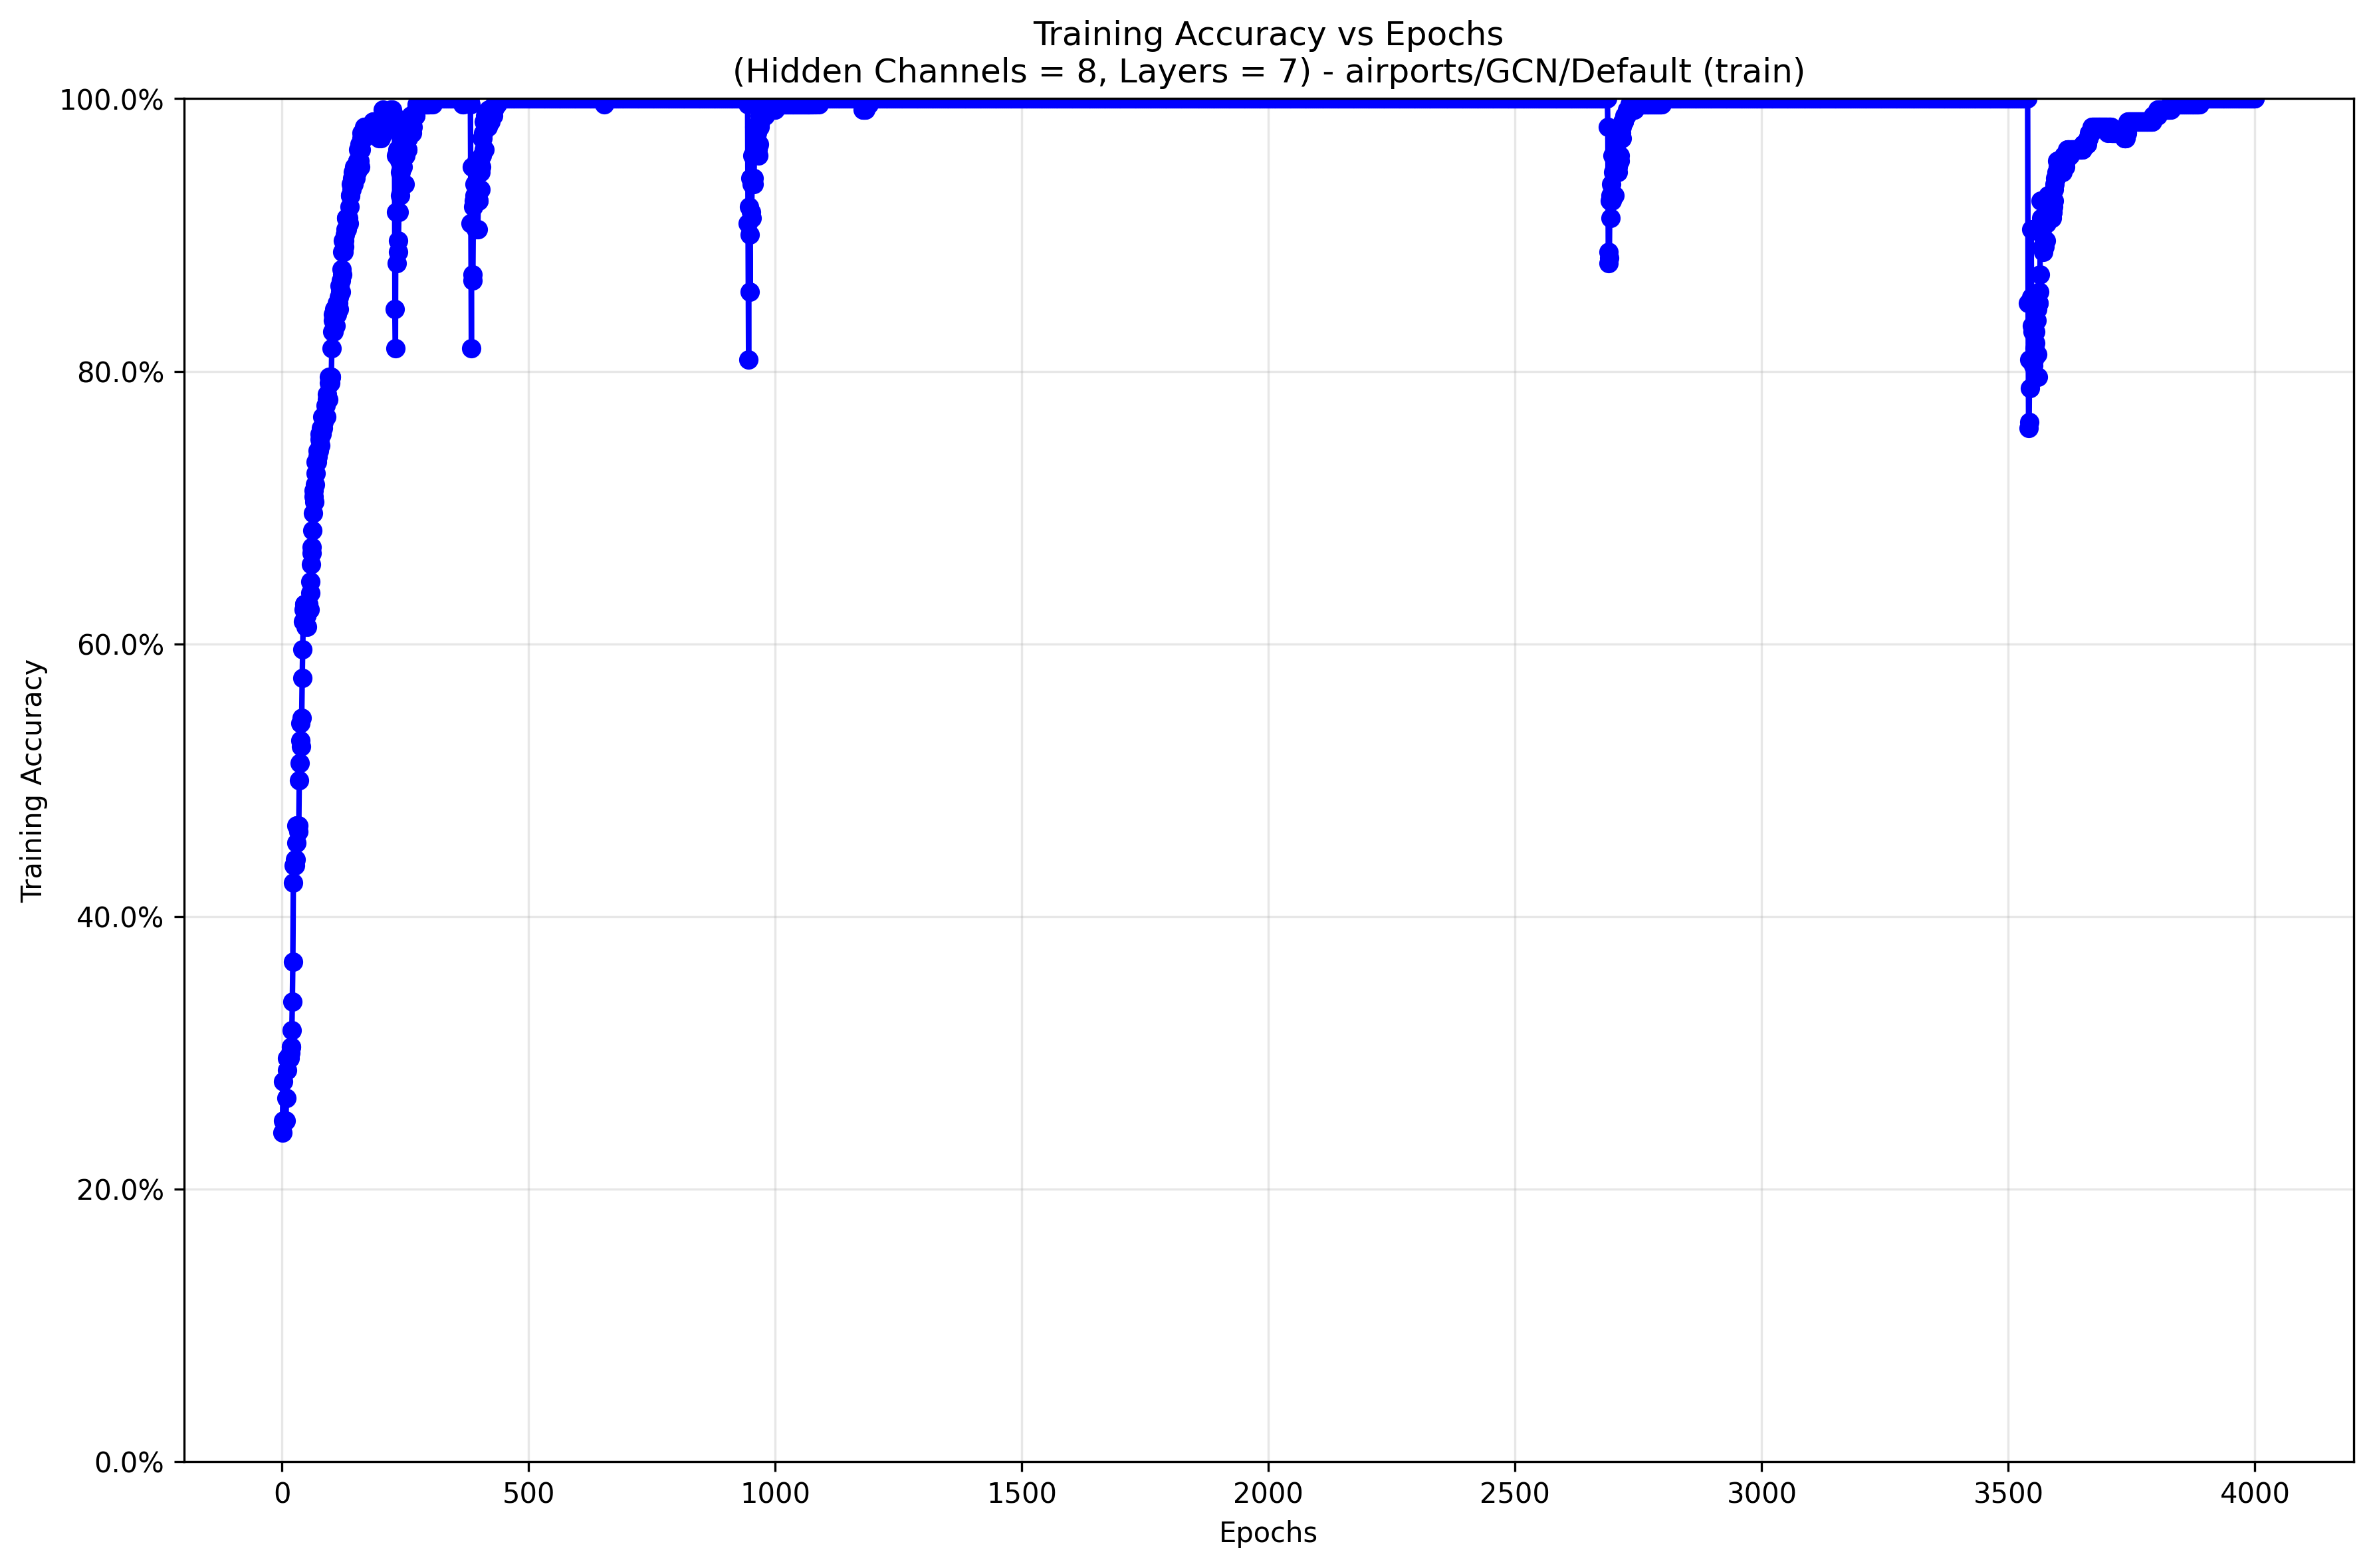 Training Accuracy vs Epochs
(Hidden Channels = 8, Layers = 7) - airports/GCN/Default (train)
100.0%
80.0%
60.0%
40.0%
20.0%
0.0%
Training Accuracy
0 500 1000 1500 2000 2500 3000 3500 4000
Epochs